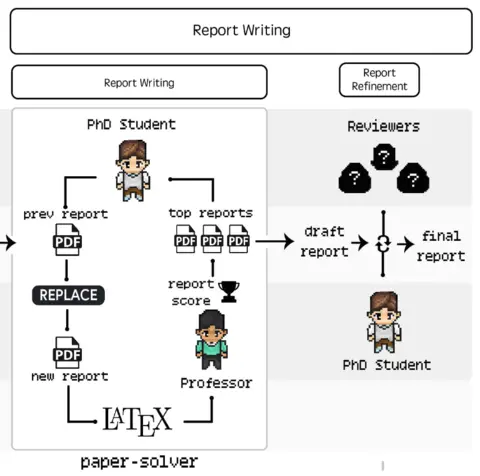 Report Writing
Report Writing
Report
Refinement
PhD Student
prev report
PDF
REPLACE
PDF
new report
LATEX
top reports
PDF PDF PDF
report
score
Professor
paper-solver
Reviewers
? ? ?
draft
report
final
report
PhD Student